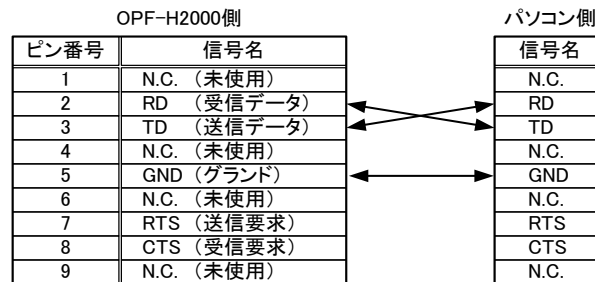 OPF-H2000側 パソコン側
ピン番号 信号名 信号名
1 N.C. (未使用) N.C.
2 RD (受信データ) RD
3 TD (送信データ) TD
4 N.C. (未使用) N.C.
5 GND (グランド) GND
6 N.C. (未使用) N.C.
7 RTS (送信要求) RTS
8 CTS (受信要求) CTS
9 N.C. (未使用) N.C.